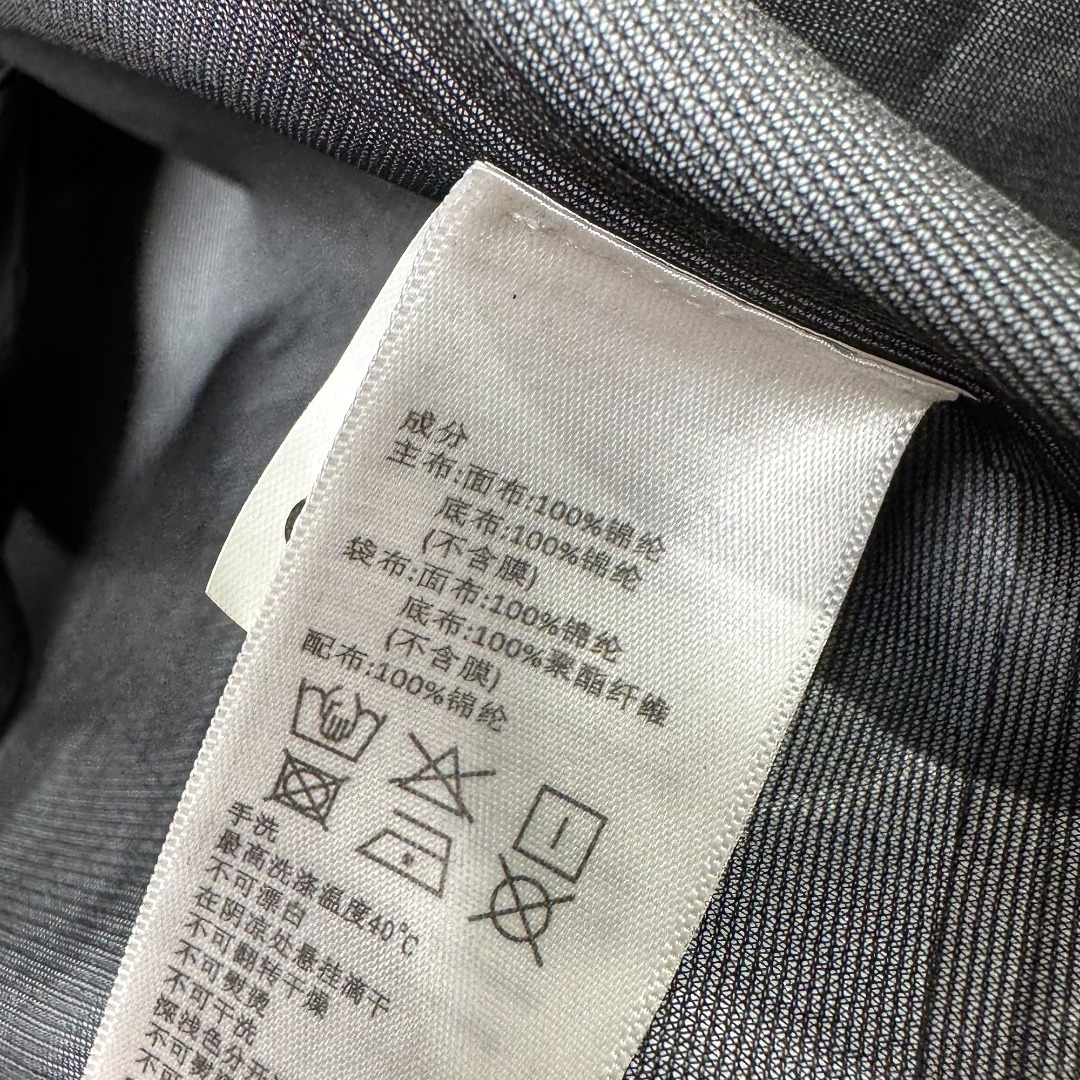 成分
主布:面布:100%锦纶
底布:100%锦纶
(不含膜)
袋布:面布:100%锦纶
底布:100%聚酯纤维
(不含膜)
配布:100%锦纶
手洗
最高洗涤温度40℃
不可漂白
在阴凉处悬挂滴干
不可翻转干燥
不可熨烫
不可干洗
深浅色分开
不可熨
不